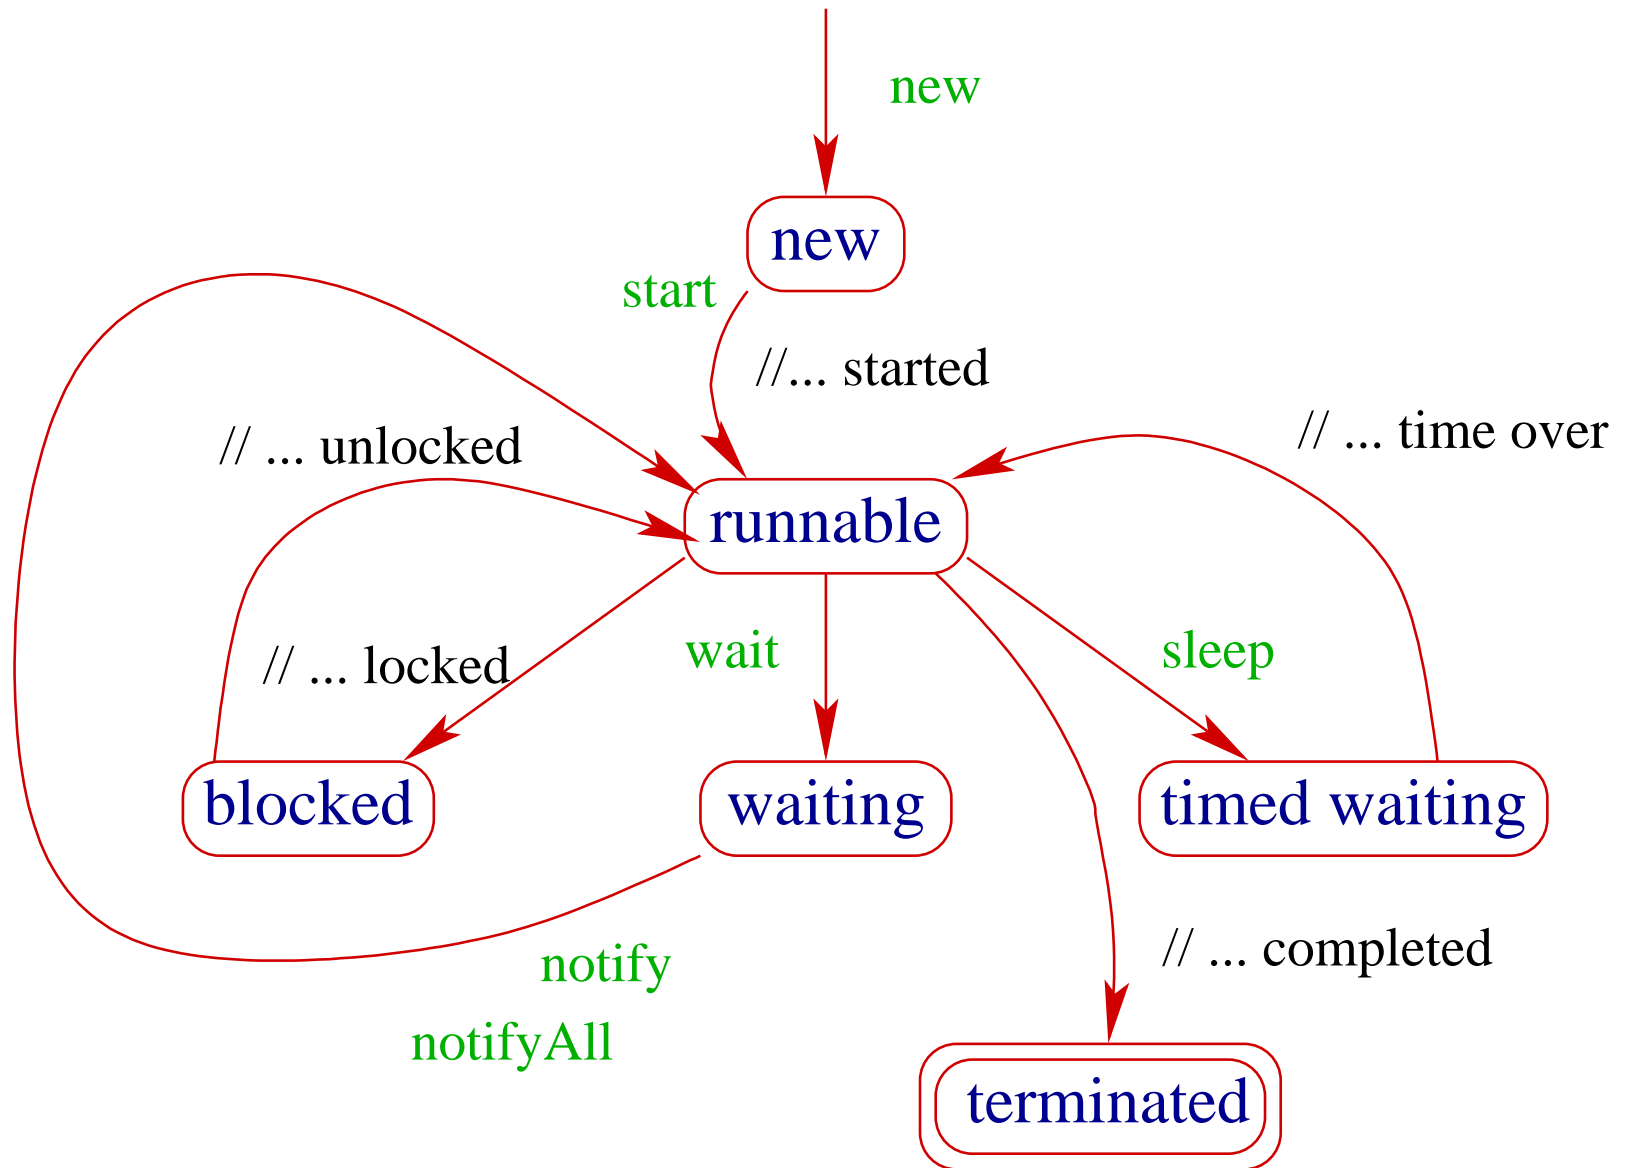 new
new
start
//... started
// ... time over
// ... unlocked
runnable
wait
sleep
// ... locked
blocked
waiting
timed waiting
// ... completed
notify
notifyAll
terminated